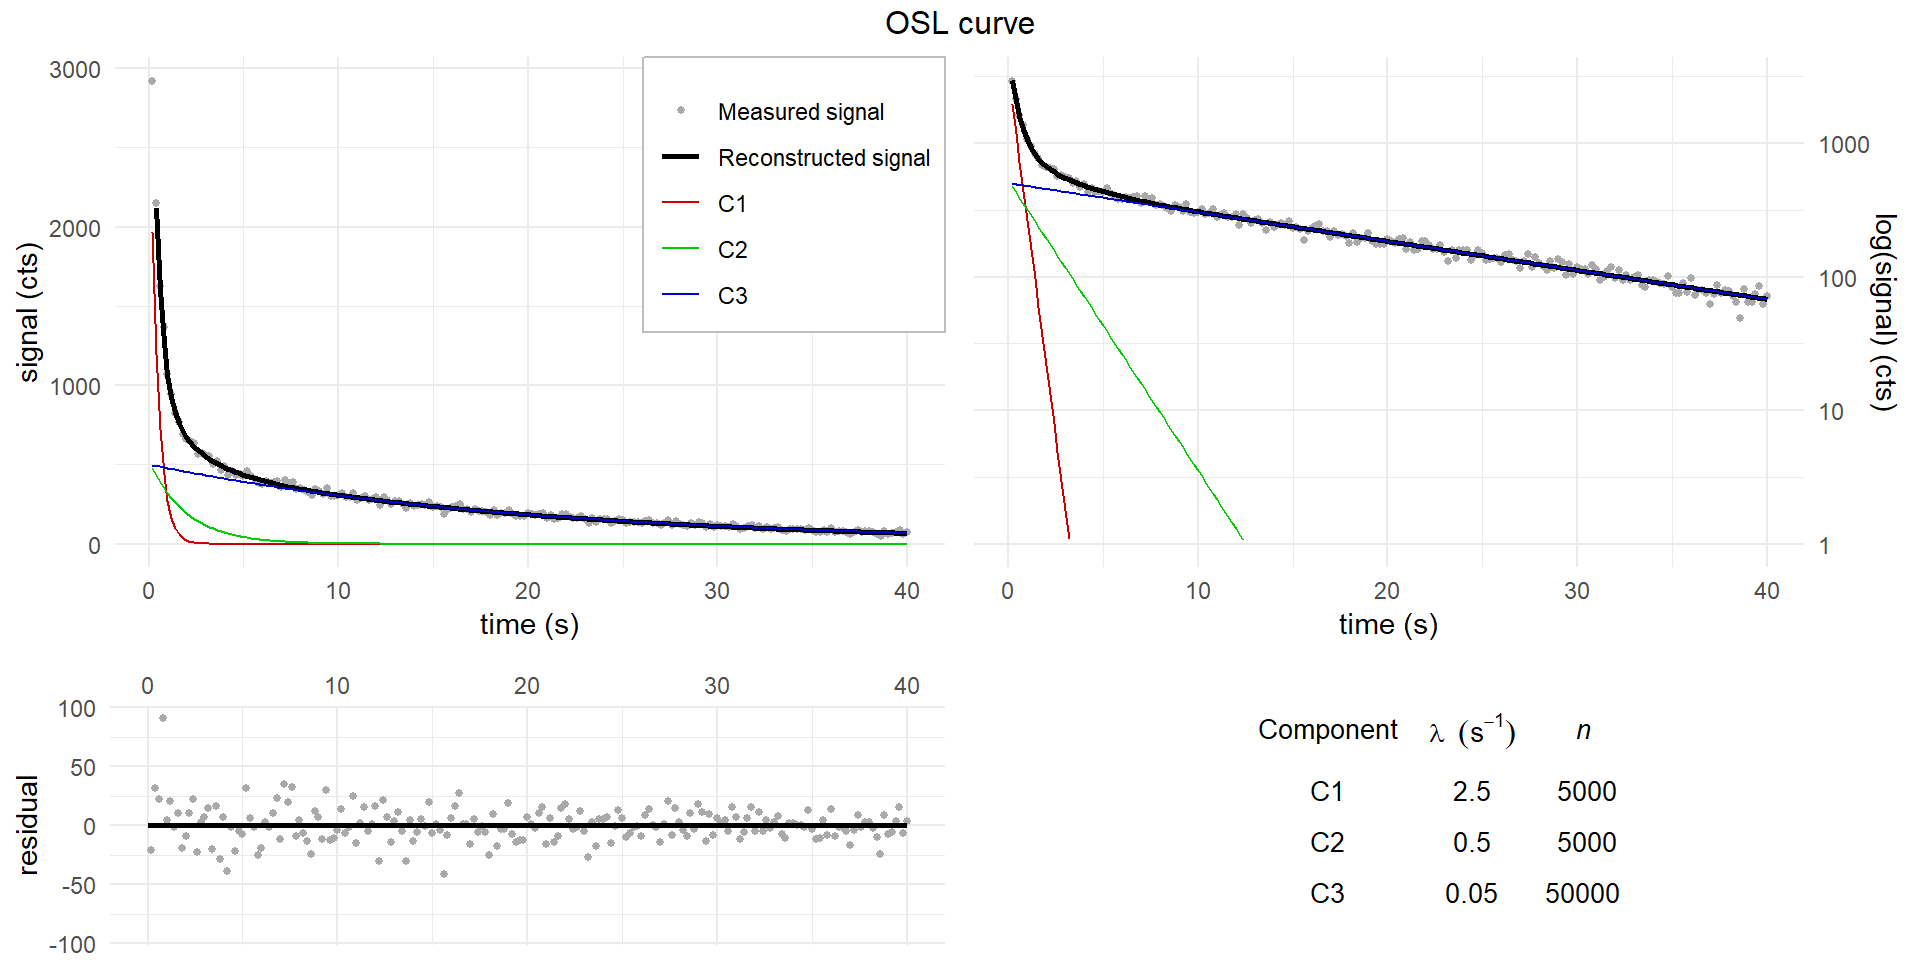 OSL curve
3000
2000
1000
0
signal (cts)
Measured signal
Reconstructed signal
C1
C2
C3
0 10 20 30 40
time (s)
1000
100
10
1
log(signal) (cts)
0 10 20 30 40
time (s)
0 10 20 30 40
100
50
0
-50
-100
residual
Component λ (s⁻¹) n
C1 2.5 5000
C2 0.5 5000
C3 0.05 50000